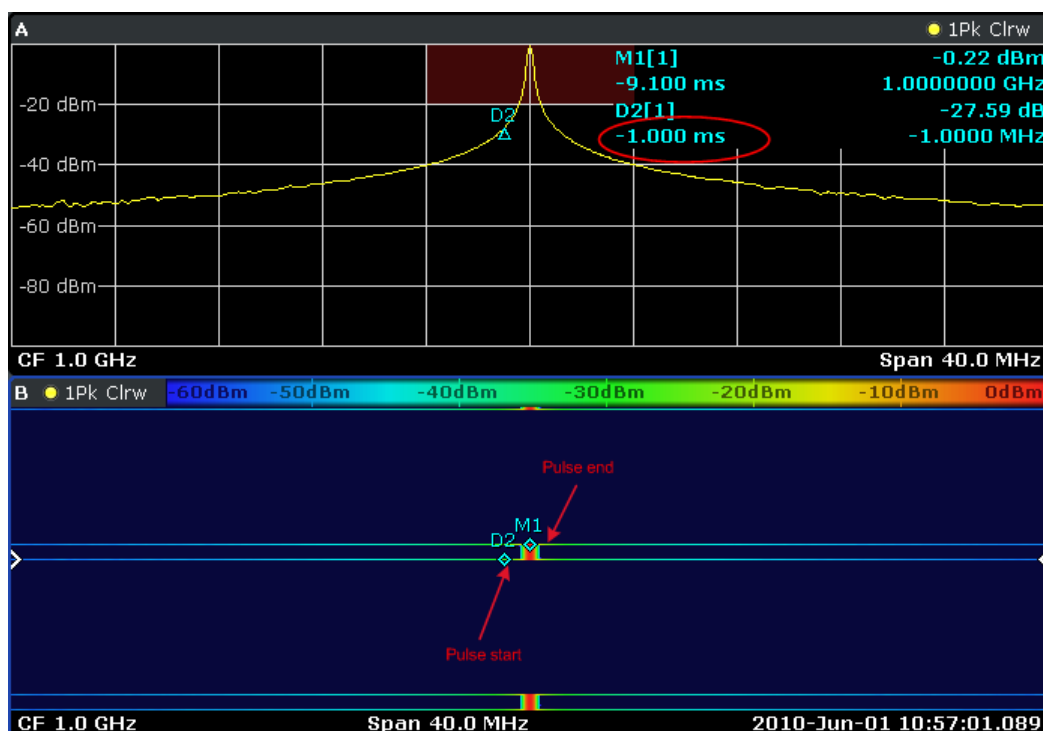 A 1Pk Clrw
M1[1] -0.22 dBm
-9.100 ms 1.0000000 GHz
-20 dBm D2 D2[1] -27.59 dB
-1.000 ms -1.0000 MHz
-40 dBm
-60 dBm
-80 dBm
CF 1.0 GHz Span 40.0 MHz
B 1Pk Clrw -60dBm -50dBm -40dBm -30dBm -20dBm -10dBm 0dBm
Pulse end
M1
D2
Pulse start
CF 1.0 GHz Span 40.0 MHz 2010-Jun-01 10:57:01.089